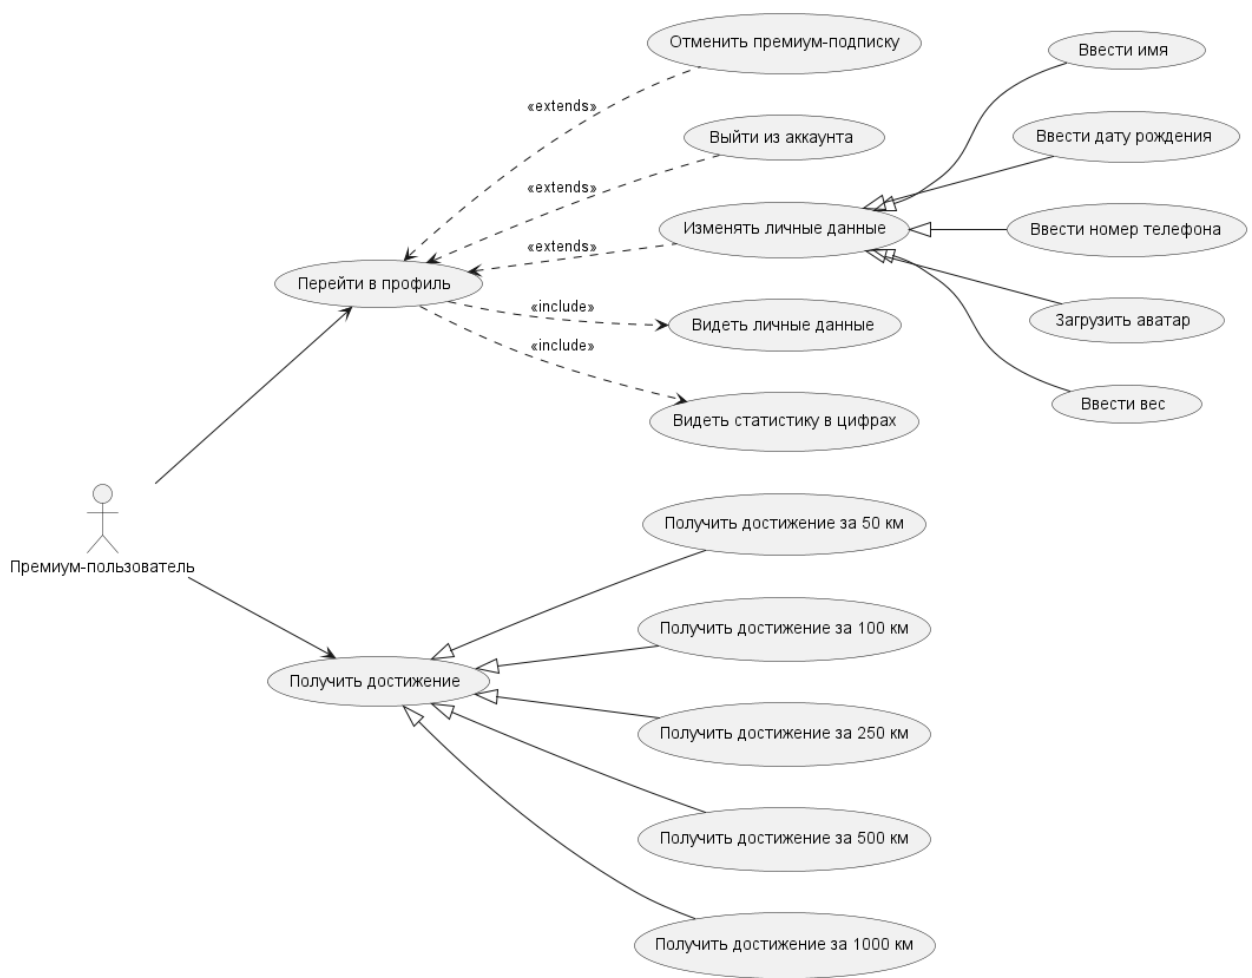 Отменить премиум-подписку
Ввести имя
«extends»
Выйти из аккаунта
Ввести дату рождения
«extends»
Изменять личные данные
Ввести номер телефона
«extends»
Перейти в профиль
«include»
Видеть личные данные
Загрузить аватар
«include»
Видеть статистику в цифрах
Ввести вес
Получить достижение за 50 км
Премиум-пользователь
Получить достижение за 100 км
Получить достижение
Получить достижение за 250 км
Получить достижение за 500 км
Получить достижение за 1000 км